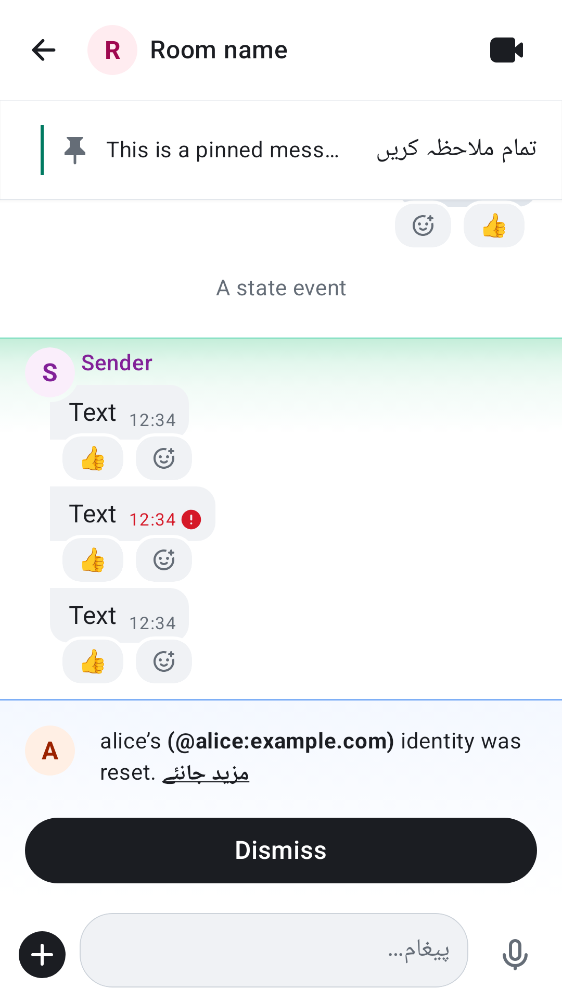 R Room name
This is a pinned mess... تمام ملاحظہ کریں
👍
A state event
S Sender
Text 12:34
👍
Text 12:34
👍
Text 12:34
👍
A alice’s (@alice:example.com) identity was
reset. مزید جانئے
Dismiss
پیغام...